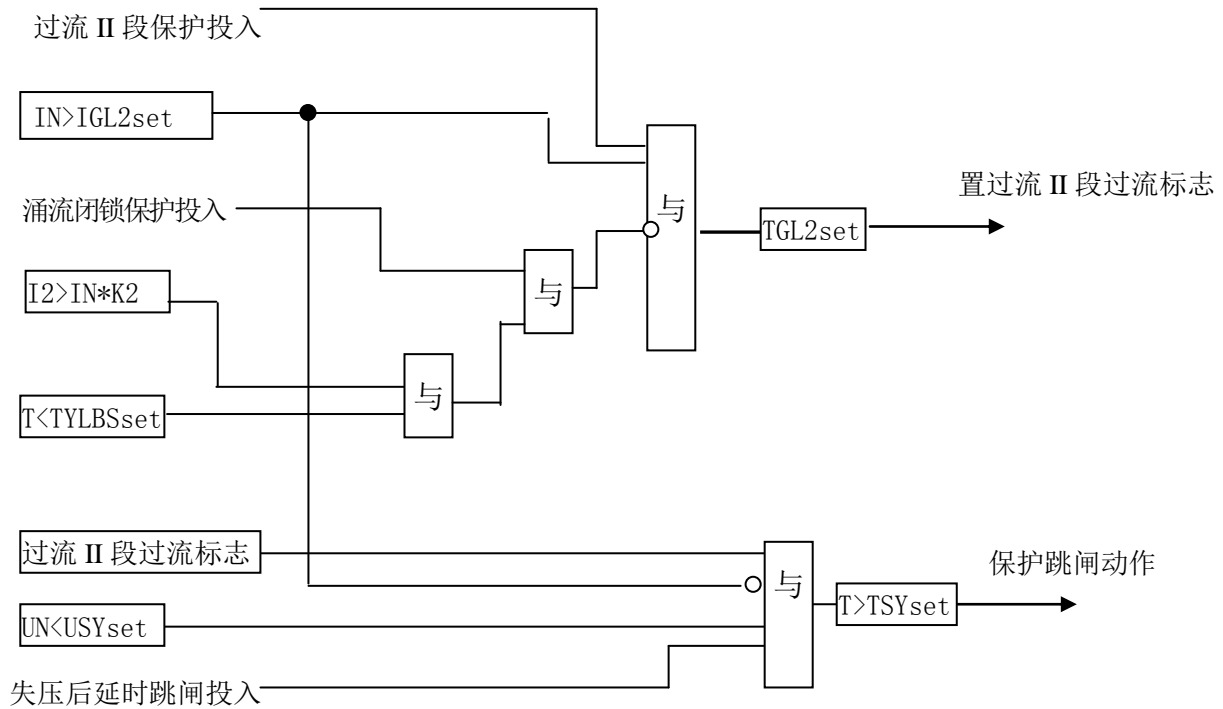 过流 II 段保护投入
IN>IGL2set
涌流闭锁保护投入
与
置过流 II 段过流标志
TGL2set
I2>IN*K2
与
与
T<TYLBSset
过流 II 段过流标志
与
保护跳闸动作
T>TSYset
UN<USYset
失压后延时跳闸投入